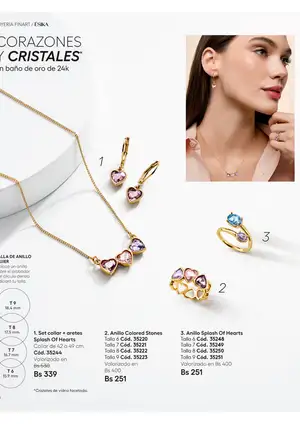 YTERIA FINART / ÉSIKA
CORAZONES
Y CRISTALES*
n baño de oro de 24k
1
3
2
ALLA DE ANILLO
T 9
18.4 mm
T 8
17.5 mm
T 7
16.7 mm
T 6
15.9 mm
1. Set collar + aretes
Splash Of Hearts
Collar de 42 a 49 cm.
Cód. 35244
Valorizado en
Bs 339
2. Anillo Colored Stones
Talla 6 Cód. 35220
Talla 7 Cód. 35221
Talla 8 Cód. 35222
Talla 9 Cód. 35223
Valorizado en
Bs 400
Bs 251
3. Anillo Splash Of Hearts
Talla 6 Cód. 35248
Talla 7 Cód. 35249
Talla 8 Cód. 35250
Talla 9 Cód. 35251
Valorizado en Bs 400
Bs 251
*Corazones de vidrio facetado.